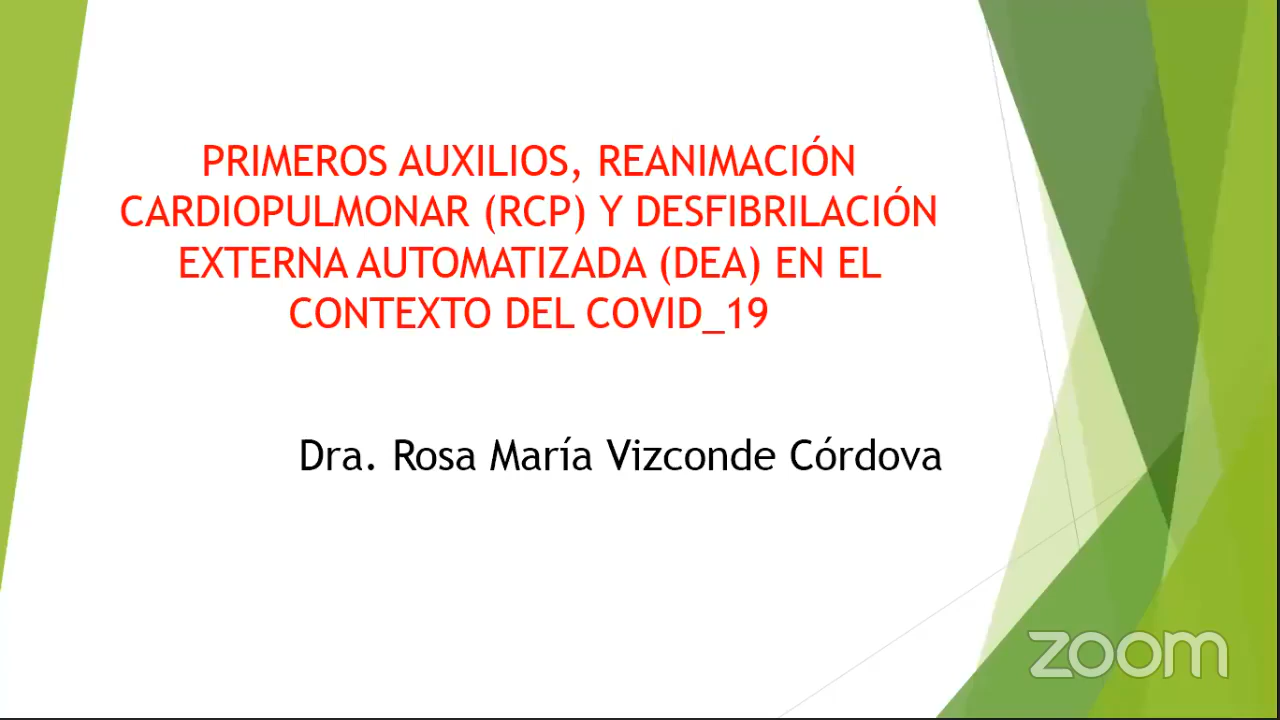 PRIMEROS AUXILIOS, REANIMACIÓN
CARDIOPULMONAR (RCP) Y DESFIBRILACIÓN
EXTERNA AUTOMATIZADA (DEA) EN EL
CONTEXTO DEL COVID_19
Dra. Rosa María Vizconde Córdova
zoom